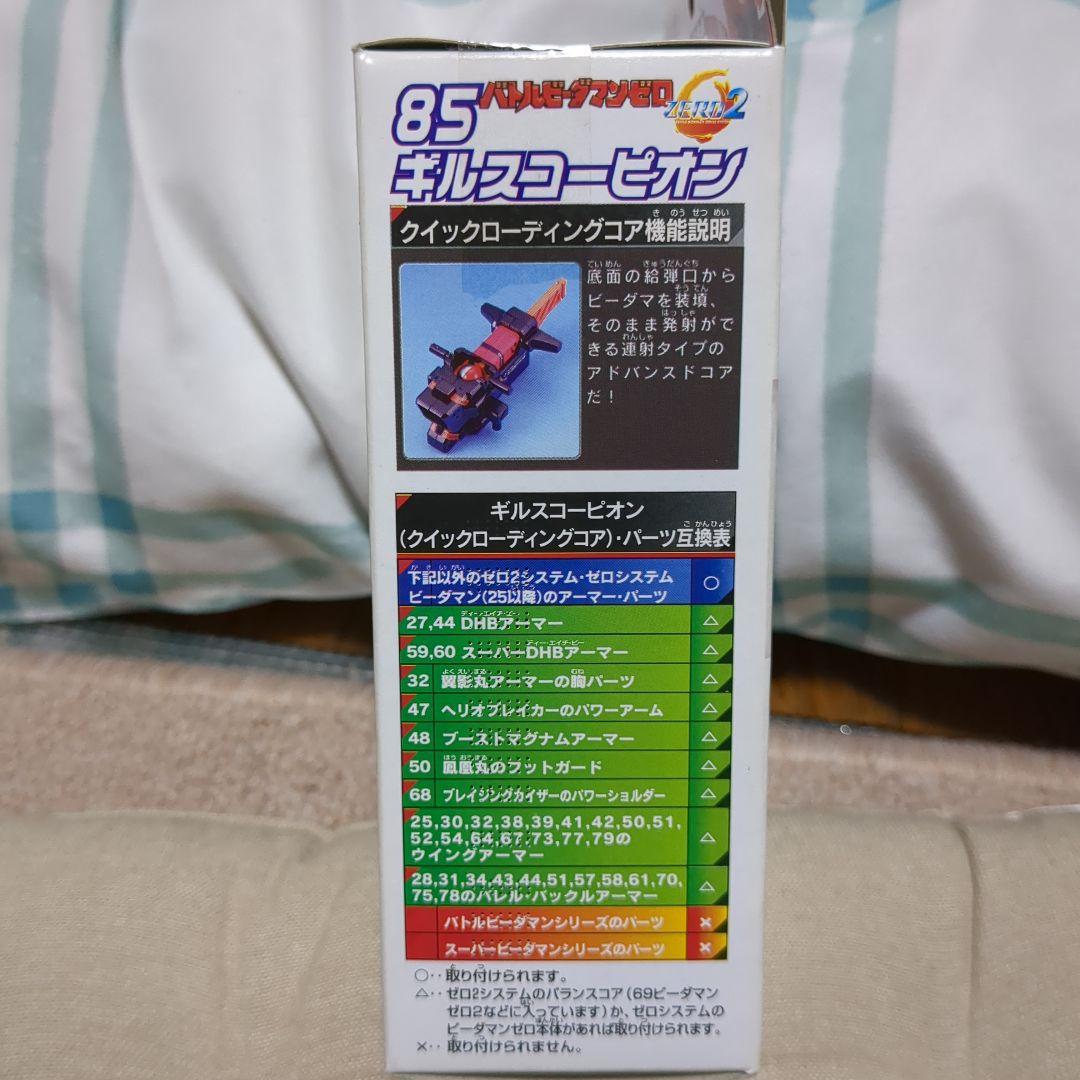 85
バトルビーダマンゼロ
ZERO2
ギルスコーピオン
クイックローディングコア機能説明
底面の給弾口から
ビーダマを装填、
そのまま発射がで
きる連射タイプの
アドバンスドコア
だ！
ギルスコーピオン
(クイックローディングコア)・パーツ互換表
下記以外のゼロ2システム・ゼロシステム
ビーダマン(25以降)のアーマー・パーツ ○
27,44 DHBアーマー △
59,60 スーパーDHBアーマー △
32 翼影丸アーマーの胸パーツ △
47 ヘリオブレイカーのパワーアーム △
48 ブーストマグナムアーマー △
50 鳳凰丸のフットガード △
68 ブレイジングカイザーのパワーショルダー △
25,30,32,38,39,41,42,50,51,
52,54,64,67,73,77,79の
ウイングアーマー △
28,31,34,43,44,51,57,58,61,70,
75,78のバレル・バックルアーマー △
バトルビーダマンシリーズのパーツ ×
スーパービーダマンシリーズのパーツ ×
○‥取り付けられます。
△‥ゼロ2システムのバランスコア(69ビーダマン
ゼロ2などに入っています)か、ゼロシステムの
ビーダマンゼロ本体があれば取り付けられます。
×‥取り付けられません。